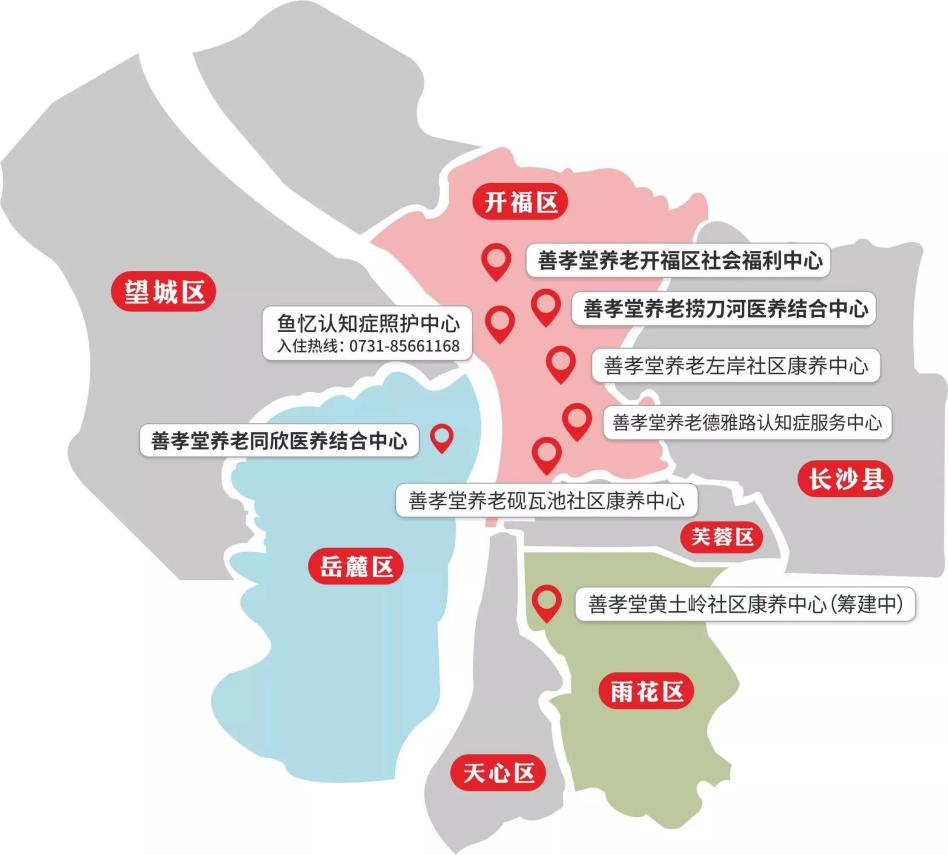 开福区
善孝堂养老开福区社会福利中心
望城区
善孝堂养老捞刀河医养结合中心
鱼忆认知症照护中心
入住热线：0731-85661168
善孝堂养老左岸社区康养中心
善孝堂养老德雅路认知症服务中心
善孝堂养老同欣医养结合中心
长沙县
善孝堂养老砚瓦池社区康养中心
芙蓉区
岳麓区
善孝堂黄土岭社区康养中心（筹建中）
雨花区
天心区